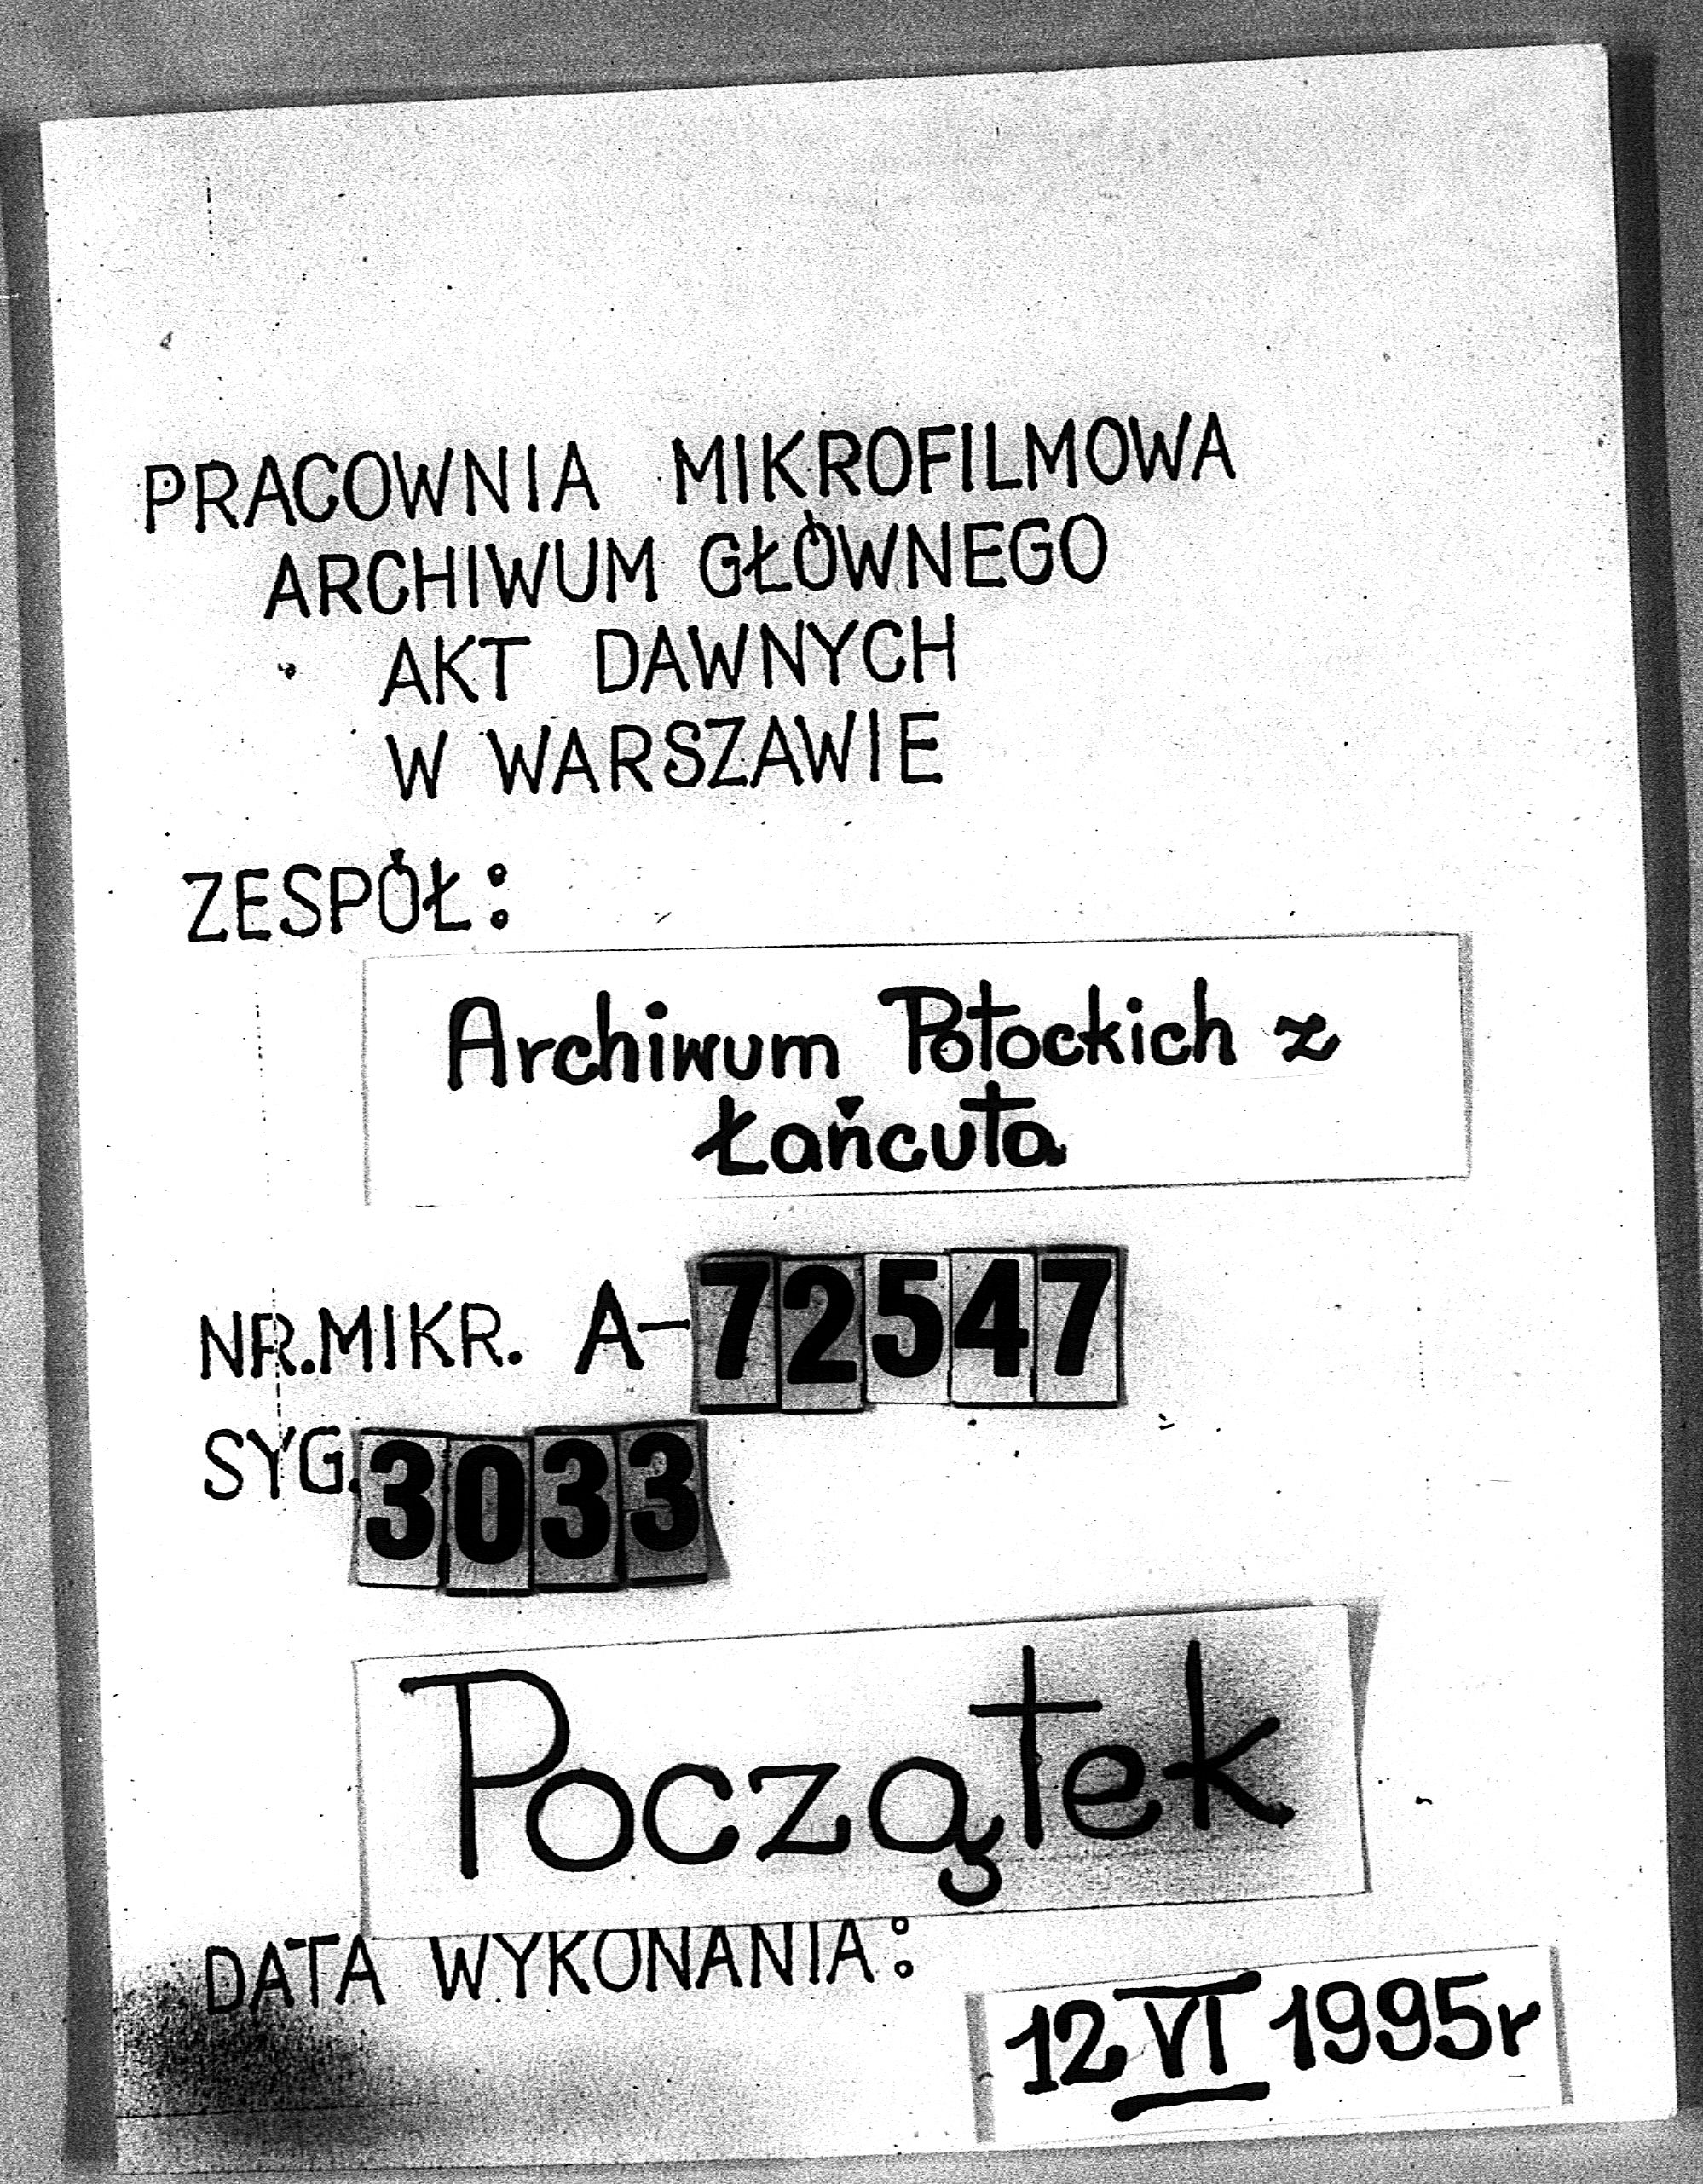 PRACOWNIA MIKROFILMOWA
ARCHIWUM GŁÓWNEGO
AKT DAWNYCH
W WARSZAWIE
ZESPÓŁ:
Archiwum Potockich z
Łańcuta
NR.MIKR. A-72547
SYG.3033
Początek
DATA WYKONANIA:
12 VI 1995r